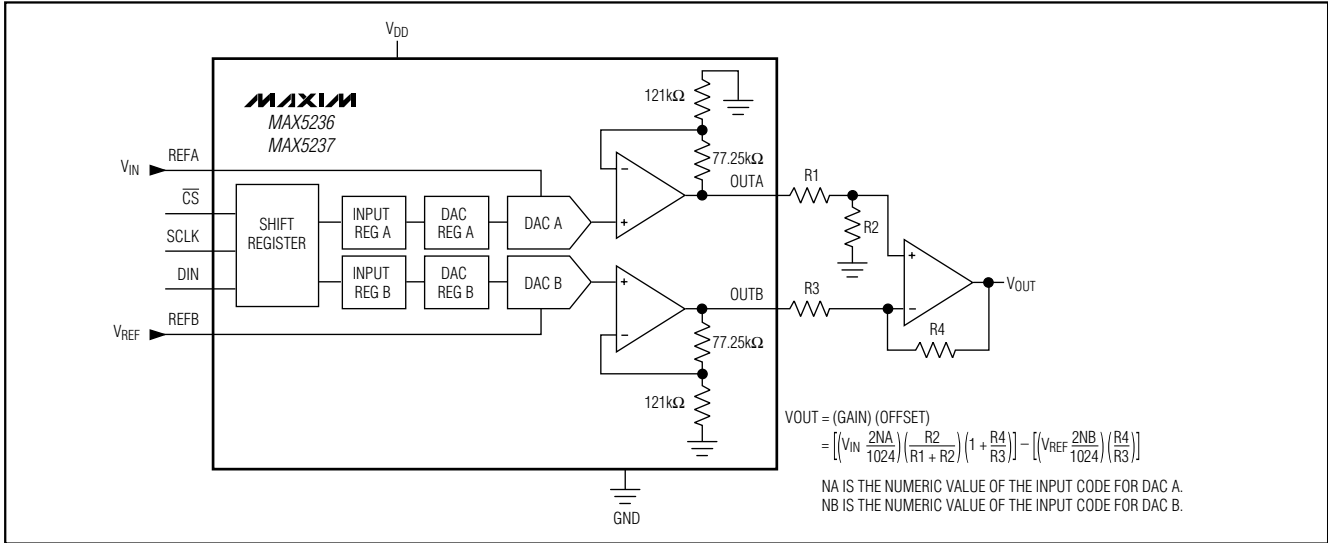 VDD
MAXIM
MAX5236
MAX5237
121kΩ
77.25kΩ
VIN
REFA
CS
SCLK
DIN
VREF
REFB
SHIFT
REGISTER
INPUT
REG A
DAC
REG A
DAC A
INPUT
REG B
DAC
REG B
DAC B
−
+
OUTA
R1
R2
+
−
OUTB
R3
+
−
R4
VOUT
77.25kΩ
121kΩ
GND
VOUT = (GAIN) (OFFSET)
= [(VIN 2NA/1024)(R2/R1 + R2)(1 + R4/R3)] − [(VREF 2NB/1024)(R4/R3)]
NA IS THE NUMERIC VALUE OF THE INPUT CODE FOR DAC A.
NB IS THE NUMERIC VALUE OF THE INPUT CODE FOR DAC B.